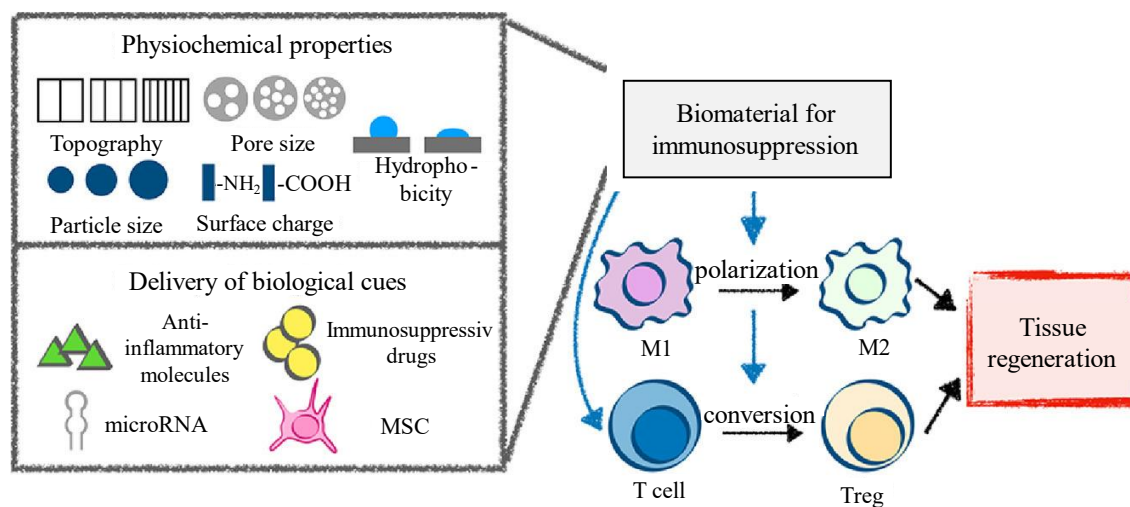 Physiochemical properties
Topography
Pore size
Hydropho-
bicity
Particle size
-NH₂
-COOH
Surface charge
Delivery of biological cues
Anti-
inflammatory
molecules
Immunosuppressiv
drugs
microRNA
MSC
Biomaterial for
immunosuppression
polarization
M1
M2
conversion
T cell
Treg
Tissue
regeneration